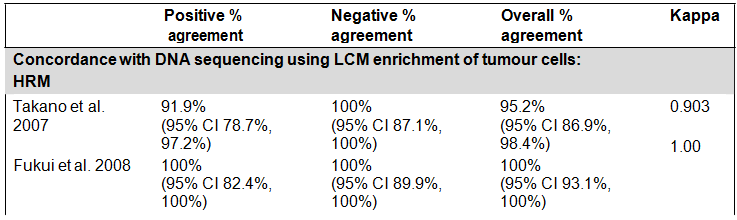 Positive % Negative % Overall % Kappa
agreement agreement agreement
Concordance with DNA sequencing using LCM enrichment of tumour cells:
HRM
Takano et al. 91.9% 100% 95.2% 0.903
2007 (95% CI 78.7%, (95% CI 87.1%, (95% CI 86.9%,
97.2%) 100%) 98.4%) 1.00
Fukui et al. 2008 100% 100% 100%
(95% CI 82.4%, (95% CI 89.9%, (95% CI 93.1%,
100%) 100%) 100%)